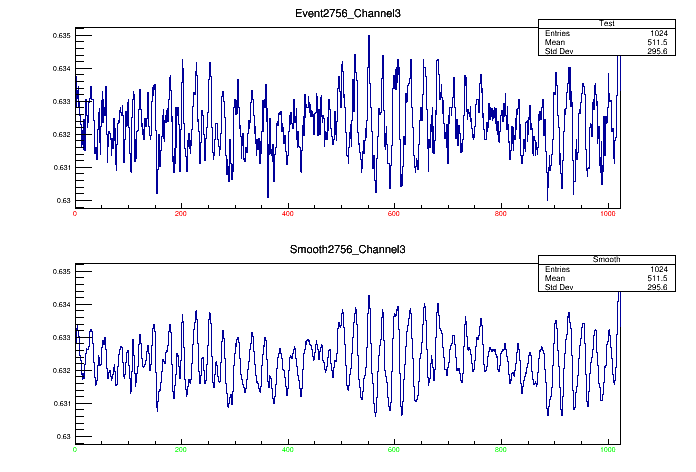 Event2756_Channel3
Test
Entries 1024
Mean 511.5
Std Dev 295.6
0.635
0.634
0.633
0.632
0.631
0.63
0 200 400 600 800 1000
Smooth2756_Channel3
Smooth
Entries 1024
Mean 511.5
Std Dev 295.6
0.635
0.634
0.633
0.632
0.631
0.63
0 200 400 600 800 1000